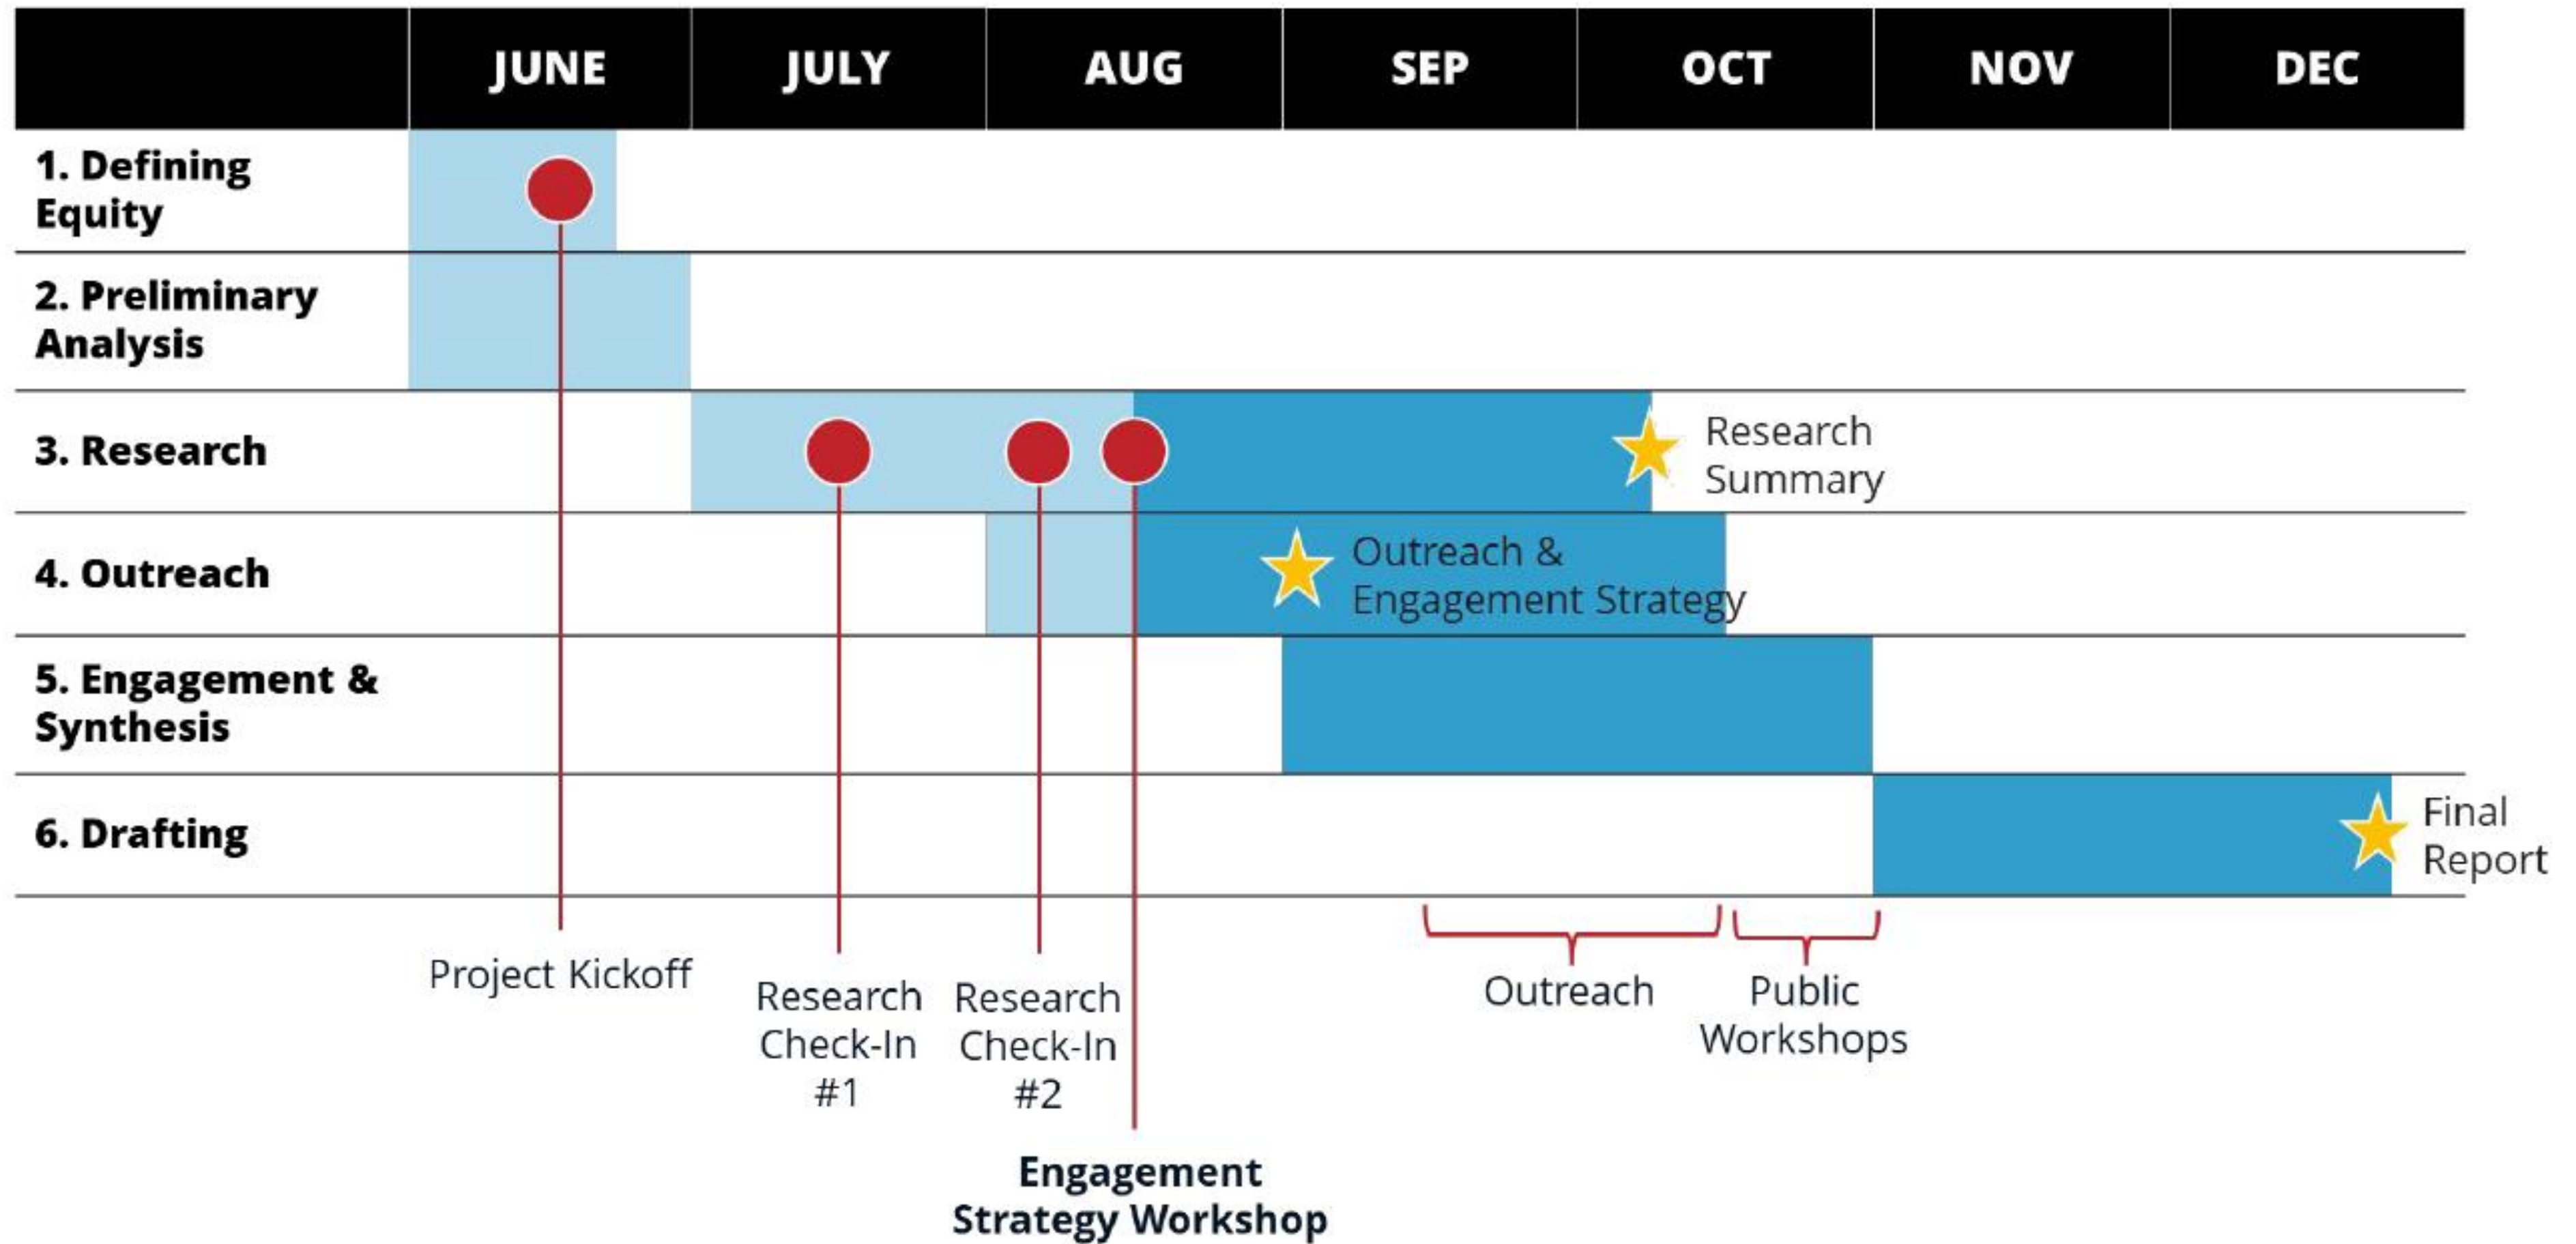 JUNE JULY AUG SEP OCT NOV DEC
1. Defining
Equity
2. Preliminary
Analysis
3. Research
Research
Summary
4. Outreach
Outreach &
Engagement Strategy
5. Engagement &
Synthesis
6. Drafting
Final
Report
Project Kickoff
Research
Check-In
#1
Research
Check-In
#2
Engagement
Strategy Workshop
Outreach
Public
Workshops